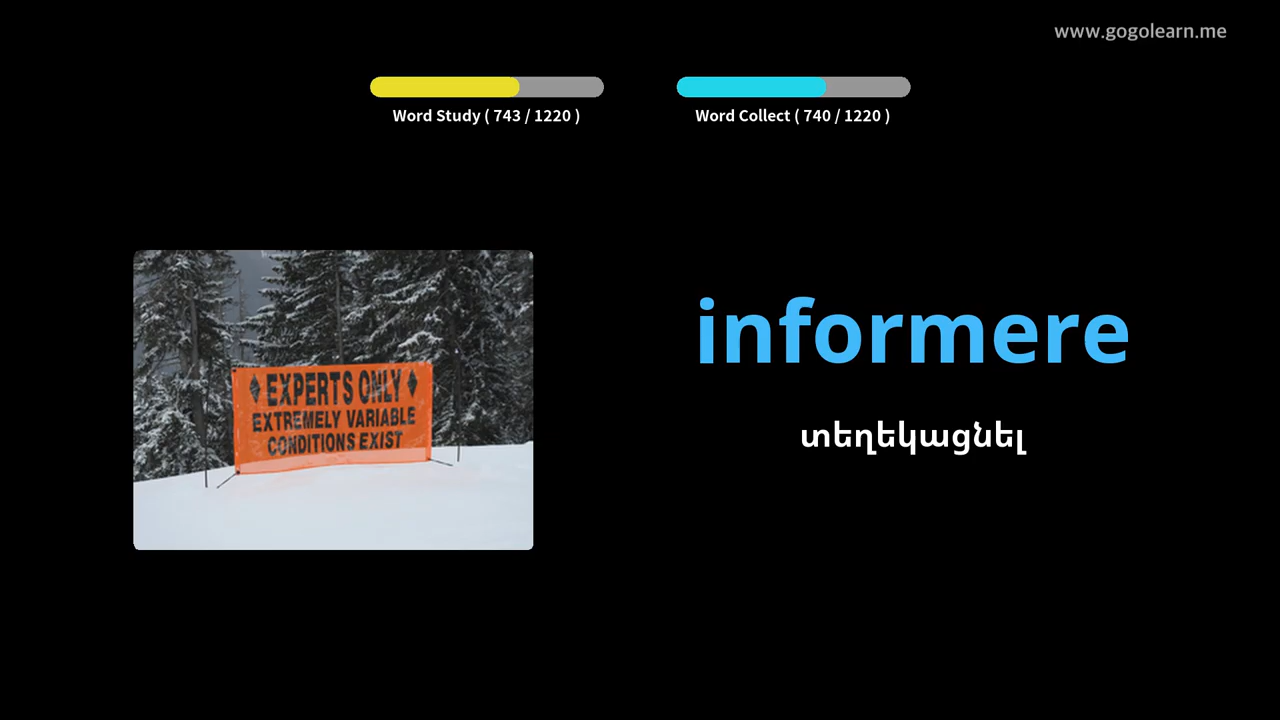 www.gogolearn.me
Word Study ( 743 / 1220 )
Word Collect ( 740 / 1220 )
EXPERTS ONLY
EXTREMELY VARIABLE
CONDITIONS EXIST
informere
տեղեկացնել